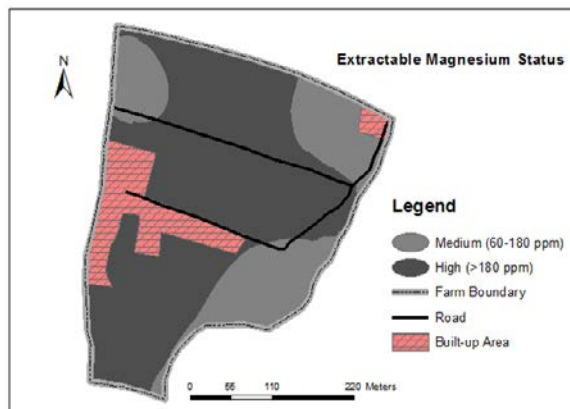 Extractable Magnesium Status
N
Legend
Medium (60-180 ppm)
High (>180 ppm)
Farm Boundary
Road
Built-up Area
0 55 110 220 Meters